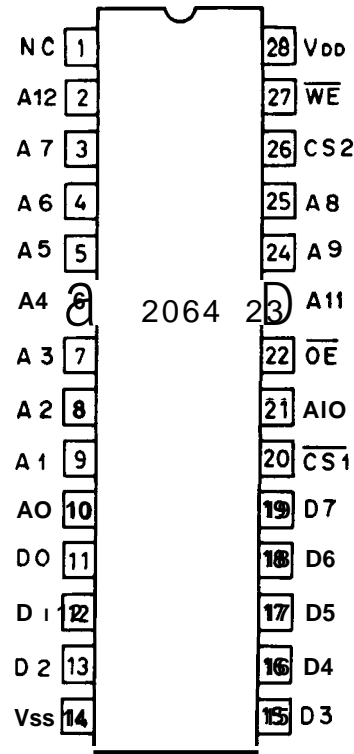 NC 1 28 VDD
A12 2 27 WE
A7 3 26 CS2
A6 4 25 A8
A5 5 24 A9
A4 6 2064 23 A11
A3 7 22 OE
A2 8 21 AIO
A1 9 20 CS1
AO 10 19 D7
DO 11 18 D6
D1 12 17 D5
D2 13 16 D4
Vss 14 15 D3